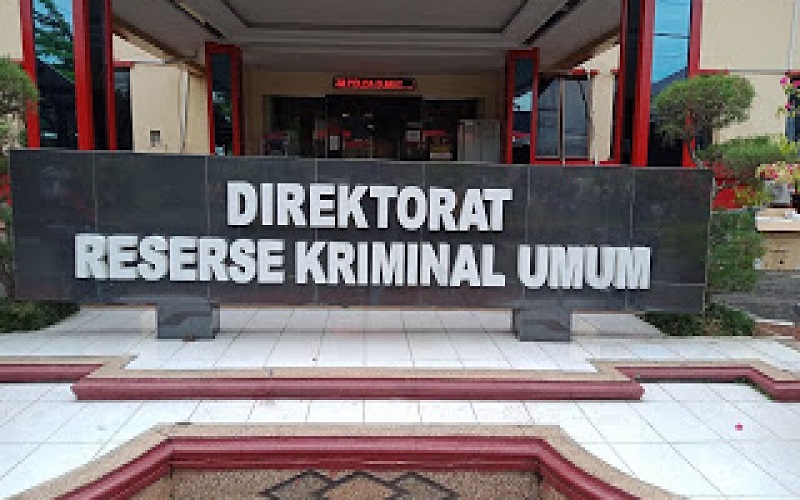 DIREKTORAT
RESERSE KRIMINAL UMUM